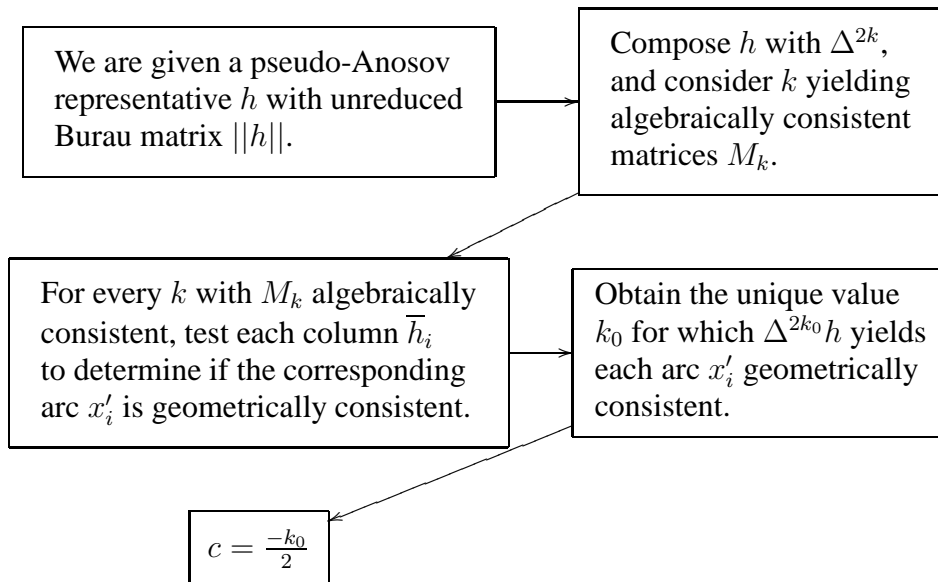 We are given a pseudo-Anosov
representative h with unreduced
Burau matrix ||h||.
Compose h with Δ^{2k},
and consider k yielding
algebraically consistent
matrices M_k.
For every k with M_k algebraically
consistent, test each column \overline{h}_i
to determine if the corresponding
arc x'_i is geometrically consistent.
Obtain the unique value
k_0 for which Δ^{2k_0}h yields
each arc x'_i geometrically
consistent.
c = \frac{-k_0}{2}